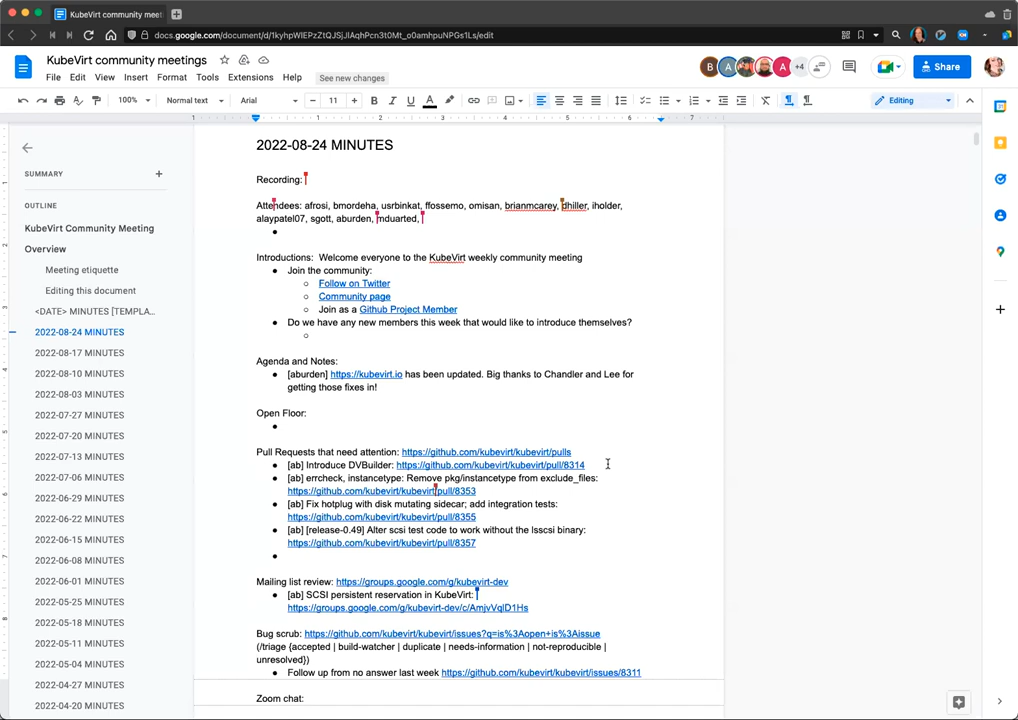 KubeVirt community meet
docs.google.com/document/d/1kyhpWIEPzZtQJSjJlAqhPcn3t0Mt_o0amhpuNPGs1Ls/edit
KubeVirt community meetings
File Edit View Insert Format Tools Extensions Help See new changes
B A A +4 Share
100% Normal text Arial 11 B I U A Editing
1 1 2 3 4 5 6 7
2022-08-24 MINUTES
SUMMARY
OUTLINE
KubeVirt Community Meeting
Overview
Meeting etiquette
Editing this document
<DATE> MINUTES [TEMPLA...
2022-08-24 MINUTES
2022-08-17 MINUTES
2022-08-10 MINUTES
2022-08-03 MINUTES
2022-07-27 MINUTES
2022-07-20 MINUTES
2022-07-13 MINUTES
2022-07-06 MINUTES
2022-06-29 MINUTES
2022-06-22 MINUTES
2022-06-15 MINUTES
2022-06-08 MINUTES
2022-06-01 MINUTES
2022-05-25 MINUTES
2022-05-18 MINUTES
2022-05-11 MINUTES
2022-05-04 MINUTES
2022-04-27 MINUTES
2022-04-20 MINUTES
Recording:
Attendees: afrosi, bmordeha, usrbinkat, ffossemo, omisan, brianmcarey, dhiller, iholder,
alaypatel07, sgott, aburden, mduarted,
Introductions: Welcome everyone to the KubeVirt weekly community meeting
Join the community:
Follow on Twitter
Community page
Join as a Github Project Member
Do we have any new members this week that would like to introduce themselves?
Agenda and Notes:
[aburden] https://kubevirt.io has been updated. Big thanks to Chandler and Lee for
getting those fixes in!
Open Floor:
Pull Requests that need attention: https://github.com/kubevirt/kubevirt/pulls
[ab] Introduce DVBuilder: https://github.com/kubevirt/kubevirt/pull/8314
[ab] errcheck, instancetype: Remove pkg/instancetype from exclude_files:
https://github.com/kubevirt/kubevirt/pull/8353
[ab] Fix hotplug with disk mutating sidecar; add integration tests:
https://github.com/kubevirt/kubevirt/pull/8355
[ab] [release-0.49] Alter scsi test code to work without the lsscsi binary:
https://github.com/kubevirt/kubevirt/pull/8357
Mailing list review: https://groups.google.com/g/kubevirt-dev
[ab] SCSI persistent reservation in KubeVirt:
https://groups.google.com/g/kubevirt-dev/c/AmjvVqlD1Hs
Bug scrub: https://github.com/kubevirt/kubevirt/issues?q=is%3Aopen+is%3Aissue
(/triage {accepted | build-watcher | duplicate | needs-information | not-reproducible |
unresolved})
Follow up from no answer last week https://github.com/kubevirt/kubevirt/issues/8311
Zoom chat: